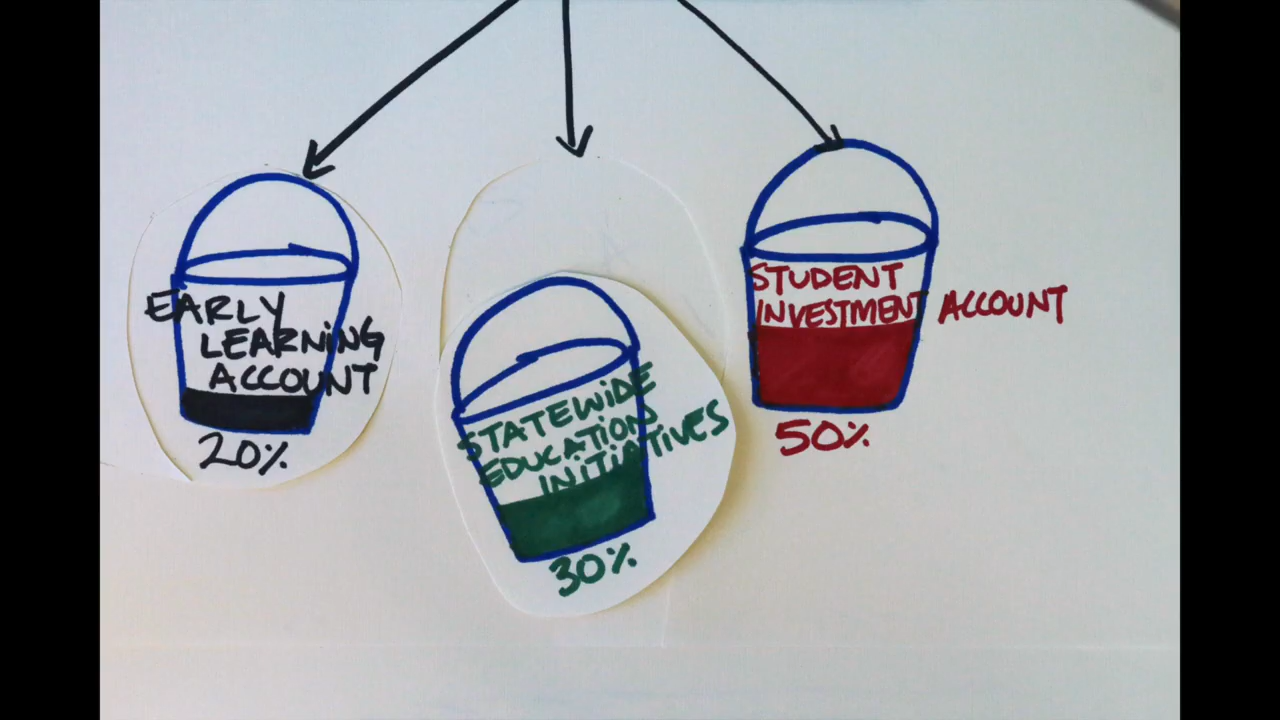 EARLY
LEARNING
ACCOUNT
20%
STATEWIDE
EDUCATION
INITIATIVES
30%
STUDENT
INVESTMENT ACCOUNT
50%